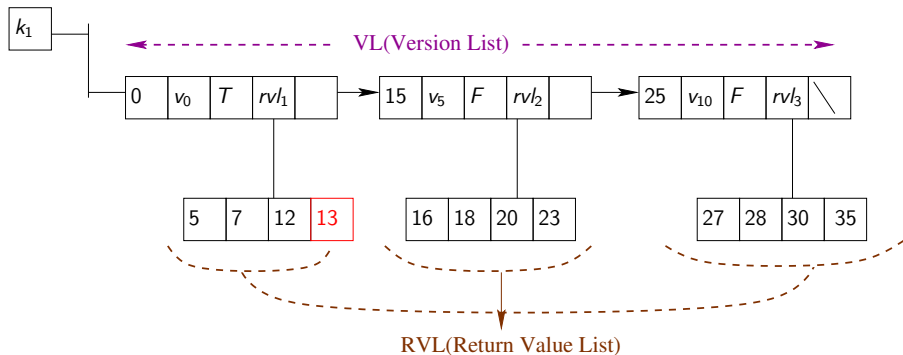 k₁
VL(Version List)
0 v₀ T rvl₁ 15 v₅ F rvl₂ 25 v₁₀ F rvl₃
5 7 12 13 16 18 20 23 27 28 30 35
RVL(Return Value List)